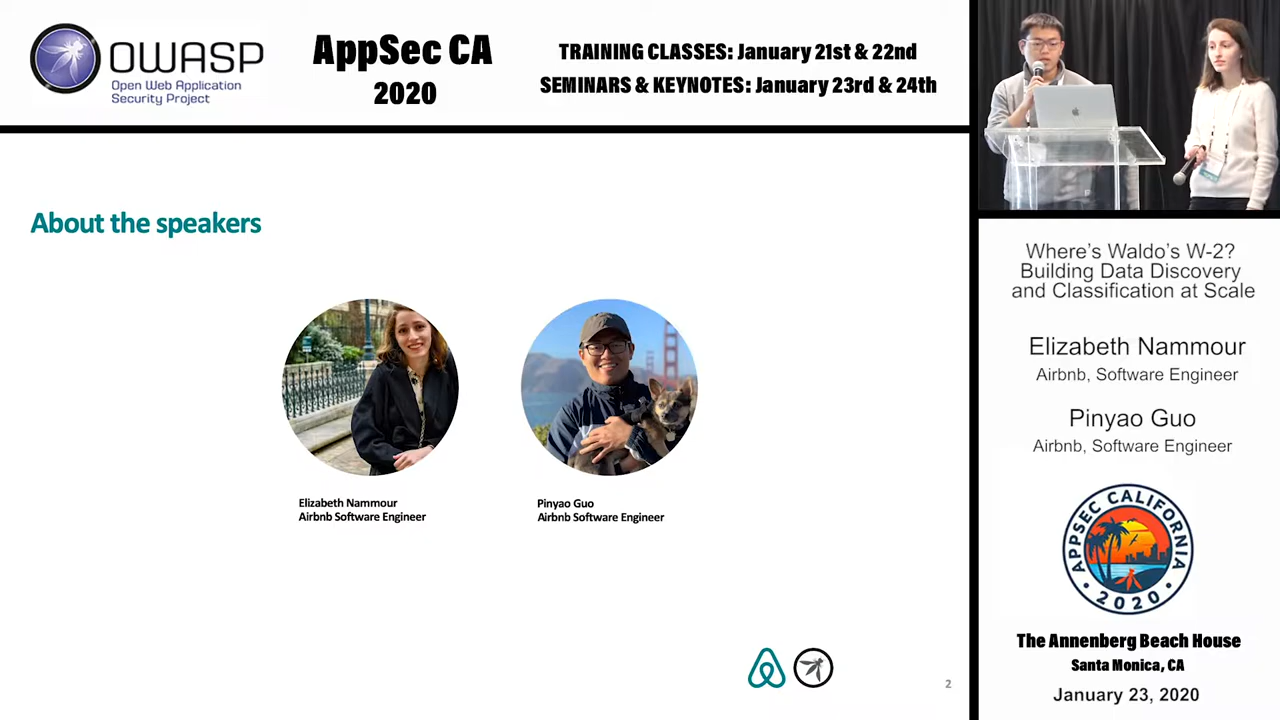 OWASP
Open Web Application
Security Project
AppSec CA
2020
TRAINING CLASSES: January 21st & 22nd
SEMINARS & KEYNOTES: January 23rd & 24th
About the speakers
Elizabeth Nammour
Airbnb Software Engineer
Pinyao Guo
Airbnb Software Engineer
2
Where's Waldo's W-2?
Building Data Discovery
and Classification at Scale
Elizabeth Nammour
Airbnb, Software Engineer
Pinyao Guo
Airbnb, Software Engineer
APPSEC CALIFORNIA
• 2020 •
The Annenberg Beach House
Santa Monica, CA
January 23, 2020